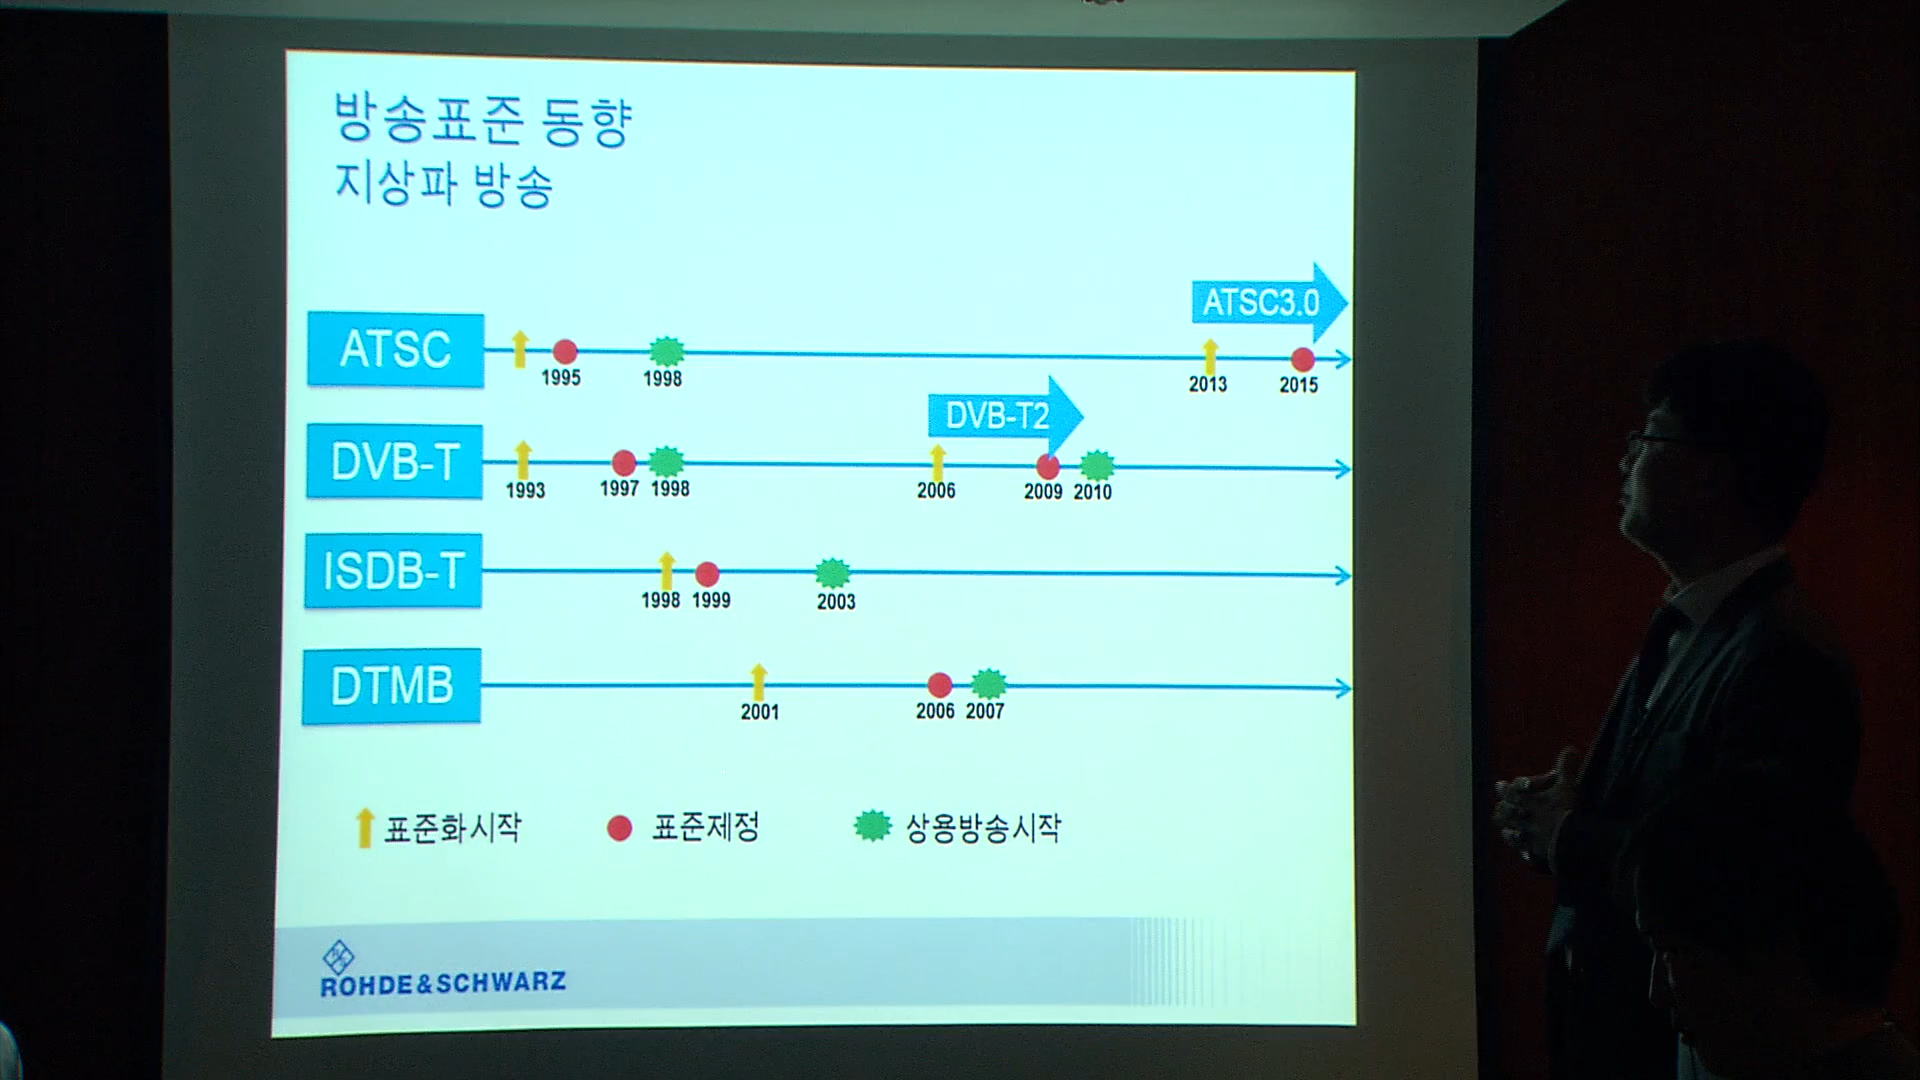 방송표준 동향
지상파 방송
ATSC3.0
ATSC
1995 1998 2013 2015
DVB-T2
DVB-T
1993 1997 1998 2006 2009 2010
ISDB-T
1998 1999 2003
DTMB
2001 2006 2007
표준화시작 표준제정 상용방송시작
ROHDE&SCHWARZ